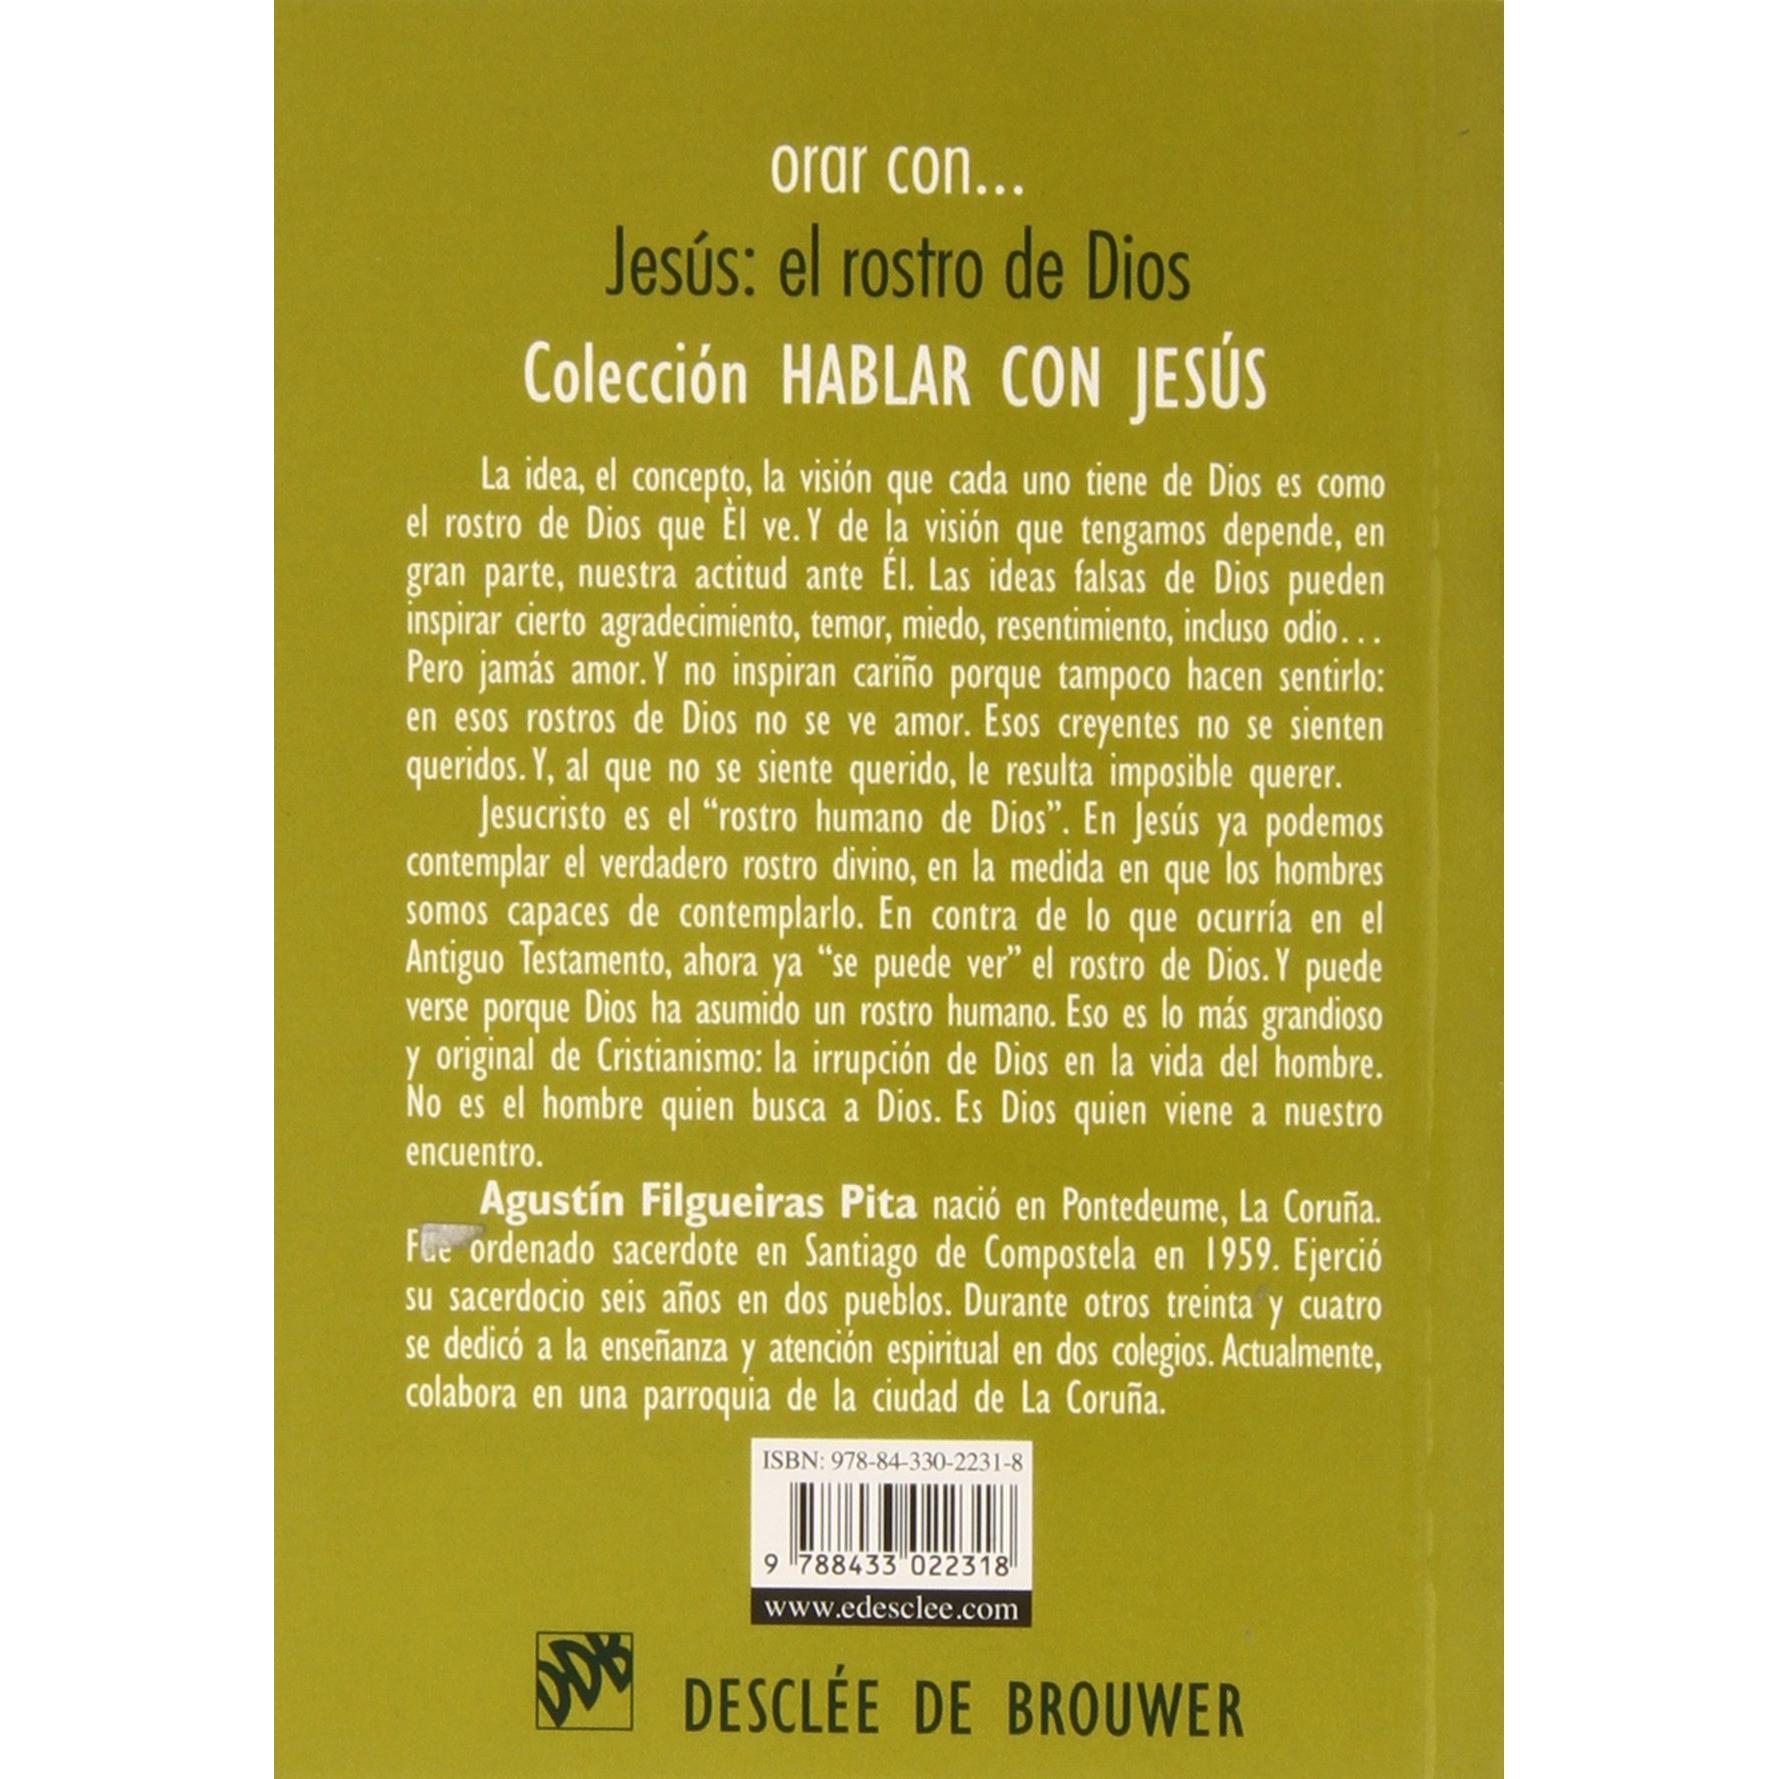 orar con...
Jesús: el rostro de Dios
Colección HABLAR CON JESÚS
La idea, el concepto, la visión que cada uno tiene de Dios es como
el rostro de Dios que Èl ve. Y de la visión que tengamos depende, en
gran parte, nuestra actitud ante Él. Las ideas falsas de Dios pueden
inspirar cierto agradecimiento, temor, miedo, resentimiento, incluso odio...
Pero jamás amor. Y no inspiran cariño porque tampoco hacen sentirlo:
en esos rostros de Dios no se ve amor. Esos creyentes no se sienten
queridos. Y, al que no se siente querido, le resulta imposible querer.
Jesucristo es el “rostro humano de Dios”. En Jesús ya podemos
contemplar el verdadero rostro divino, en la medida en que los hombres
somos capaces de contemplarlo. En contra de lo que ocurría en el
Antiguo Testamento, ahora ya “se puede ver” el rostro de Dios. Y puede
verse porque Dios ha asumido un rostro humano. Eso es lo más grandioso
y original de Cristianismo: la irrupción de Dios en la vida del hombre.
No es el hombre quien busca a Dios. Es Dios quien viene a nuestro
encuentro.
Agustín Filgueiras Pita nació en Pontedeume, La Coruña.
Fue ordenado sacerdote en Santiago de Compostela en 1959. Ejerció
su sacerdocio seis años en dos pueblos. Durante otros treinta y cuatro
se dedicó a la enseñanza y atención espiritual en dos colegios. Actualmente,
colabora en una parroquia de la ciudad de La Coruña.
ISBN: 978-84-330-2231-8
9 788433 022318
www.edesclee.com
DDB
DESCLÉE DE BROUWER